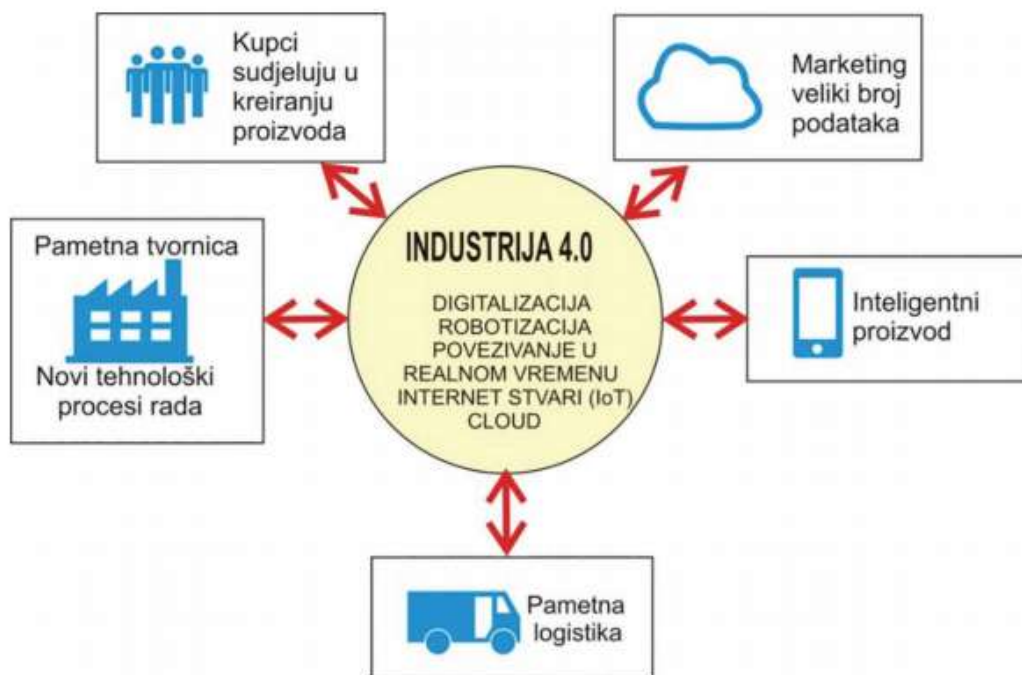 Kupci
sudjeluju u
kreiranju
proizvoda
Marketing
veliki broj
podataka
Pametna tvornica
Novi tehnološki
procesi rada
INDUSTRIJA 4.0
DIGITALIZACIJA
ROBOTIZACIJA
POVEZIVANJE U
REALNOM VREMENU
INTERNET STVARI (IoT)
CLOUD
Inteligentni
proizvod
Pametna
logistika